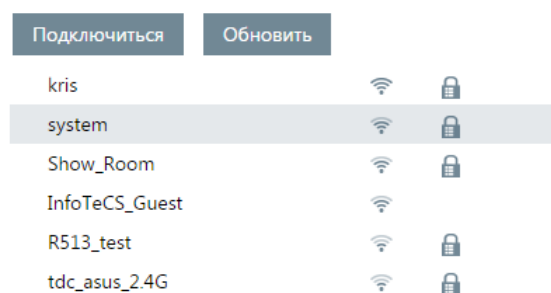 Подключиться Обновить
kris
system
Show_Room
InfoTeCS_Guest
R513_test
tdc_asus_2.4G